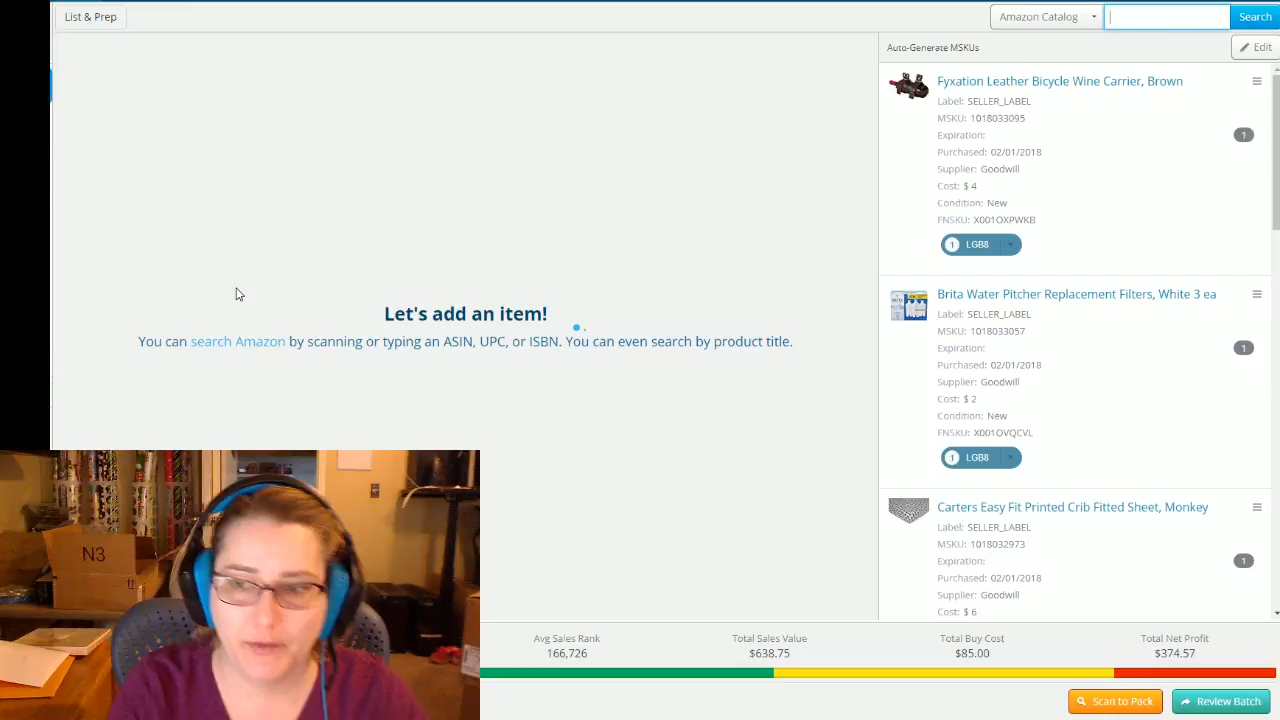 List & Prep
Amazon Catalog
Search
Auto-Generate MSKUs
Edit
Fyxation Leather Bicycle Wine Carrier, Brown
Label: SELLER_LABEL
MSKU: 1018033095
Expiration:
1
Purchased: 02/01/2018
Supplier: Goodwill
Cost: $ 4
Condition: New
FNSKU: X001OXPWKB
1 LGB8
Brita Water Pitcher Replacement Filters, White 3 ea
Label: SELLER_LABEL
MSKU: 1018033057
Expiration:
1
Purchased: 02/01/2018
Supplier: Goodwill
Cost: $ 2
Condition: New
FNSKU: X001OVQCVL
1 LGB8
Carters Easy Fit Printed Crib Fitted Sheet, Monkey
Label: SELLER_LABEL
MSKU: 1018032973
Expiration:
1
Purchased: 02/01/2018
Supplier: Goodwill
Cost: $ 6
Let's add an item!
You can search Amazon by scanning or typing an ASIN, UPC, or ISBN. You can even search by product title.
N3
Avg Sales Rank
166,726
Total Sales Value
$638.75
Total Buy Cost
$85.00
Total Net Profit
$374.57
Scan to Pack
Review Batch